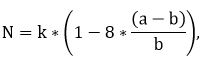 N = k * (1 − 8 * (a − b)/b),